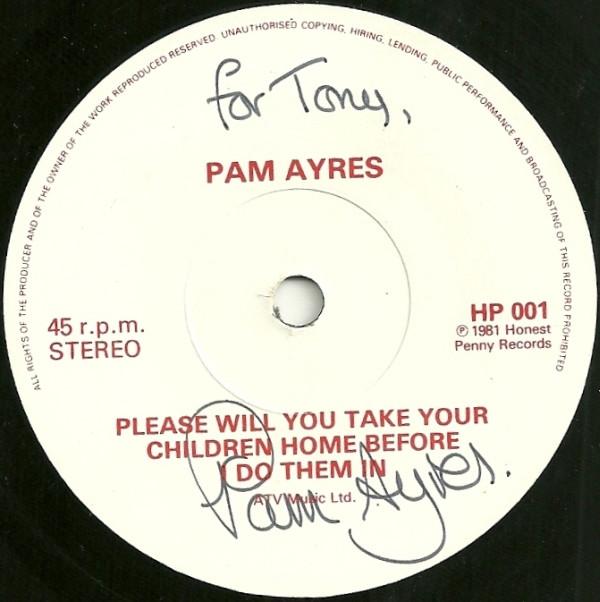 ALL RIGHTS OF THE PRODUCER AND OF THE OWNER OF THE WORK REPRODUCED RESERVED. UNAUTHORISED COPYING, HIRING, LENDING, PUBLIC PERFORMANCE AND BROADCASTING OF THIS RECORD PROHIBITED
for Tony,
PAM AYRES
45 r.p.m.
STEREO
HP 001
℗ 1981 Honest
Penny Records
PLEASE WILL YOU TAKE YOUR
CHILDREN HOME BEFORE
I DO THEM IN
ATV Music Ltd.
Pam Ayres.